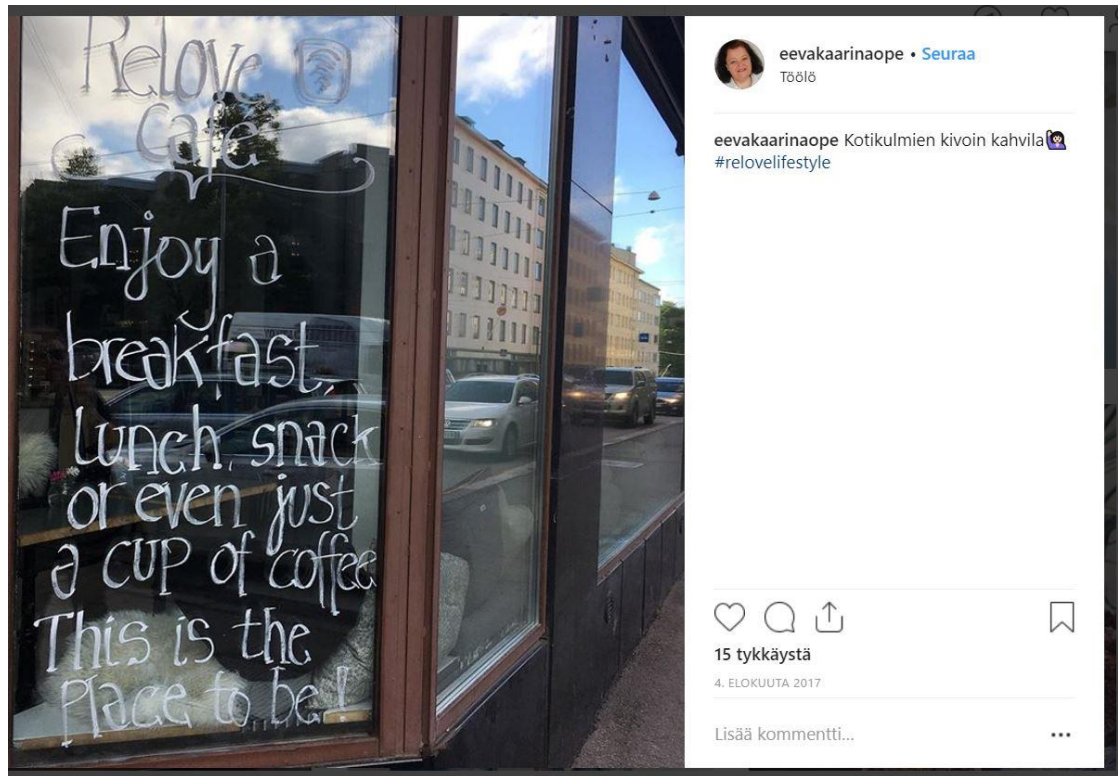 Relove
Café
Enjoy a
breakfast,
Lunch, snack
or even just
a cup of coffee
This is the
Place to be!
eevakaarinaope • Seuraa
Töölö
eevakaarinaope Kotikulmien kivoin kahvila🙋🏻
#relovelifestyle
15 tykkäystä
4. ELOKUUTA 2017
Lisää kommentti...